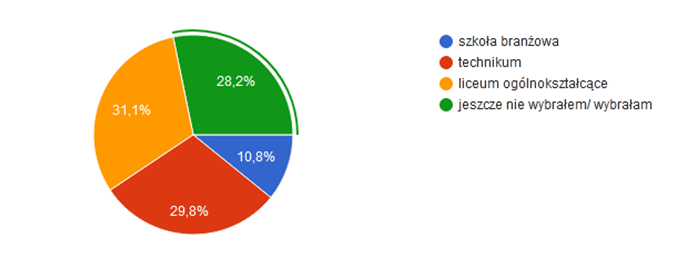 szkoła branżowa
technikum
liceum ogólnokształcące
jeszcze nie wybrałem/ wybrałam
28,2%
31,1%
10,8%
29,8%